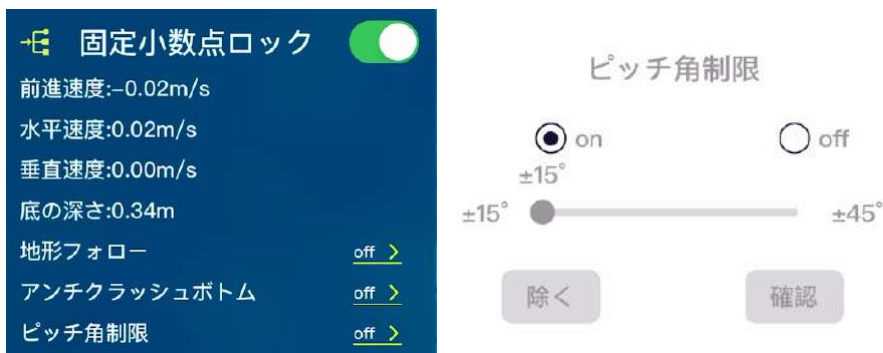 固定小数点ロック
前進速度:-0.02m/s
水平速度:0.02m/s
垂直速度:0.00m/s
底の深さ:0.34m
地形フォロー off >
アンチクラッシュボトム off >
ピッチ角制限 off >
ピッチ角制限
on off
±15°
±15° ±45°
除く 確認